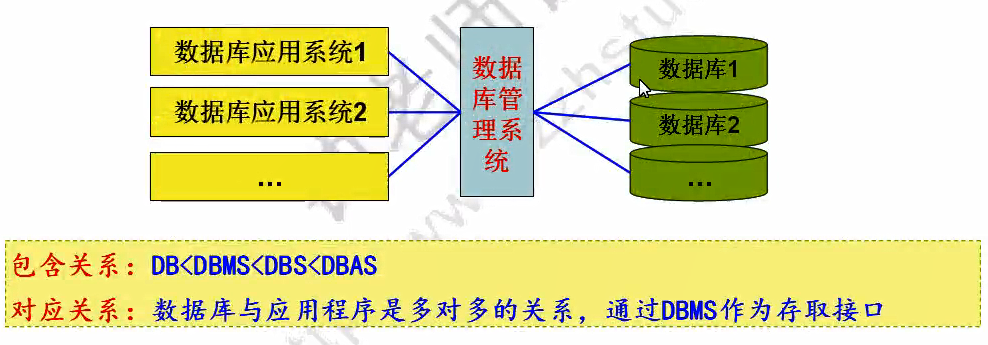 数据库应用系统1
数据库应用系统2
...
数据
库管
理系
统
数据库1
数据库2
...
包含关系：DB<DBMS<DBS<DBAS
对应关系：数据库与应用程序是多对多的关系，通过DBMS作为存取接口